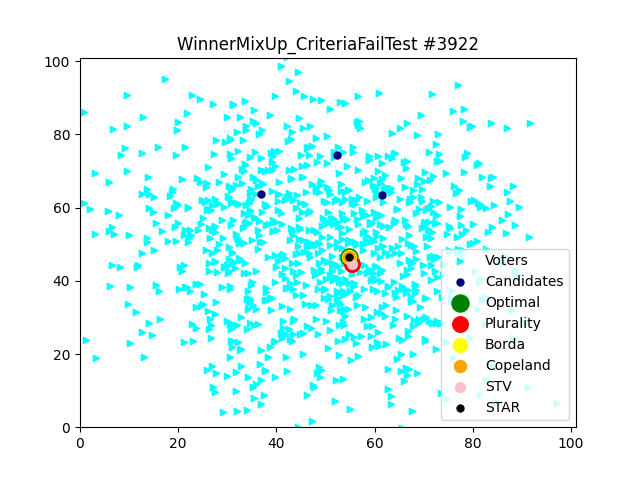 WinnerMixUp_CriteriaFailTest #3922
100
80
60
40
20
0
0
20
40
60
80
100
Voters
Candidates
Optimal
Plurality
Borda
Copeland
STV
STAR